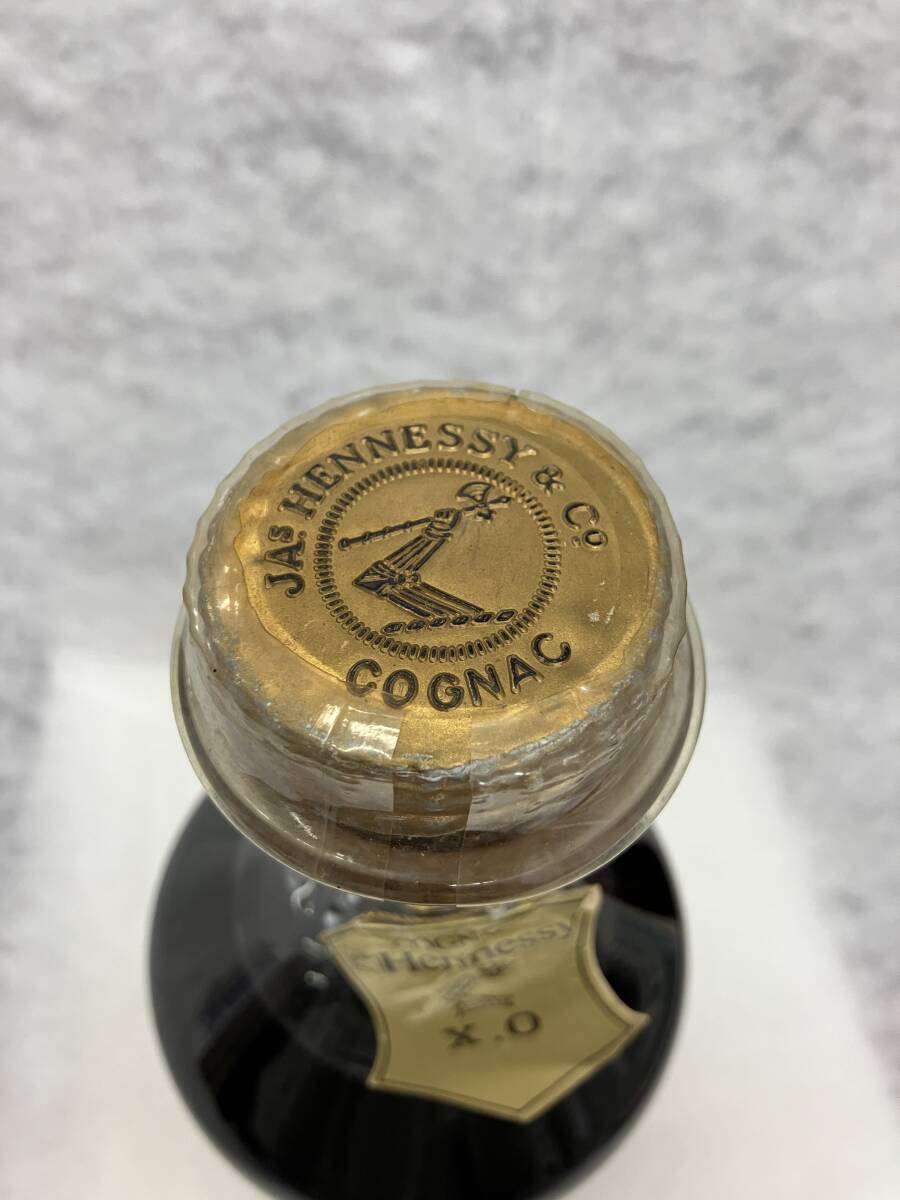 JAS. HENNESSY & Co
COGNAC
Hennessy
X.O